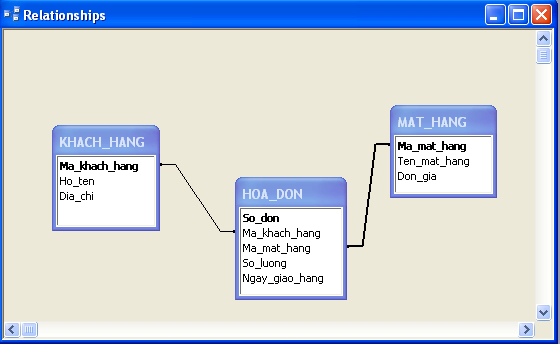 Relationships
KHACH_HANG
Ma_khach_hang
Ho_ten
Dia_chi
HOA_DON
So_don
Ma_khach_hang
Ma_mat_hang
So_luong
Ngay_giao_hang
MAT_HANG
Ma_mat_hang
Ten_mat_hang
Don_gia